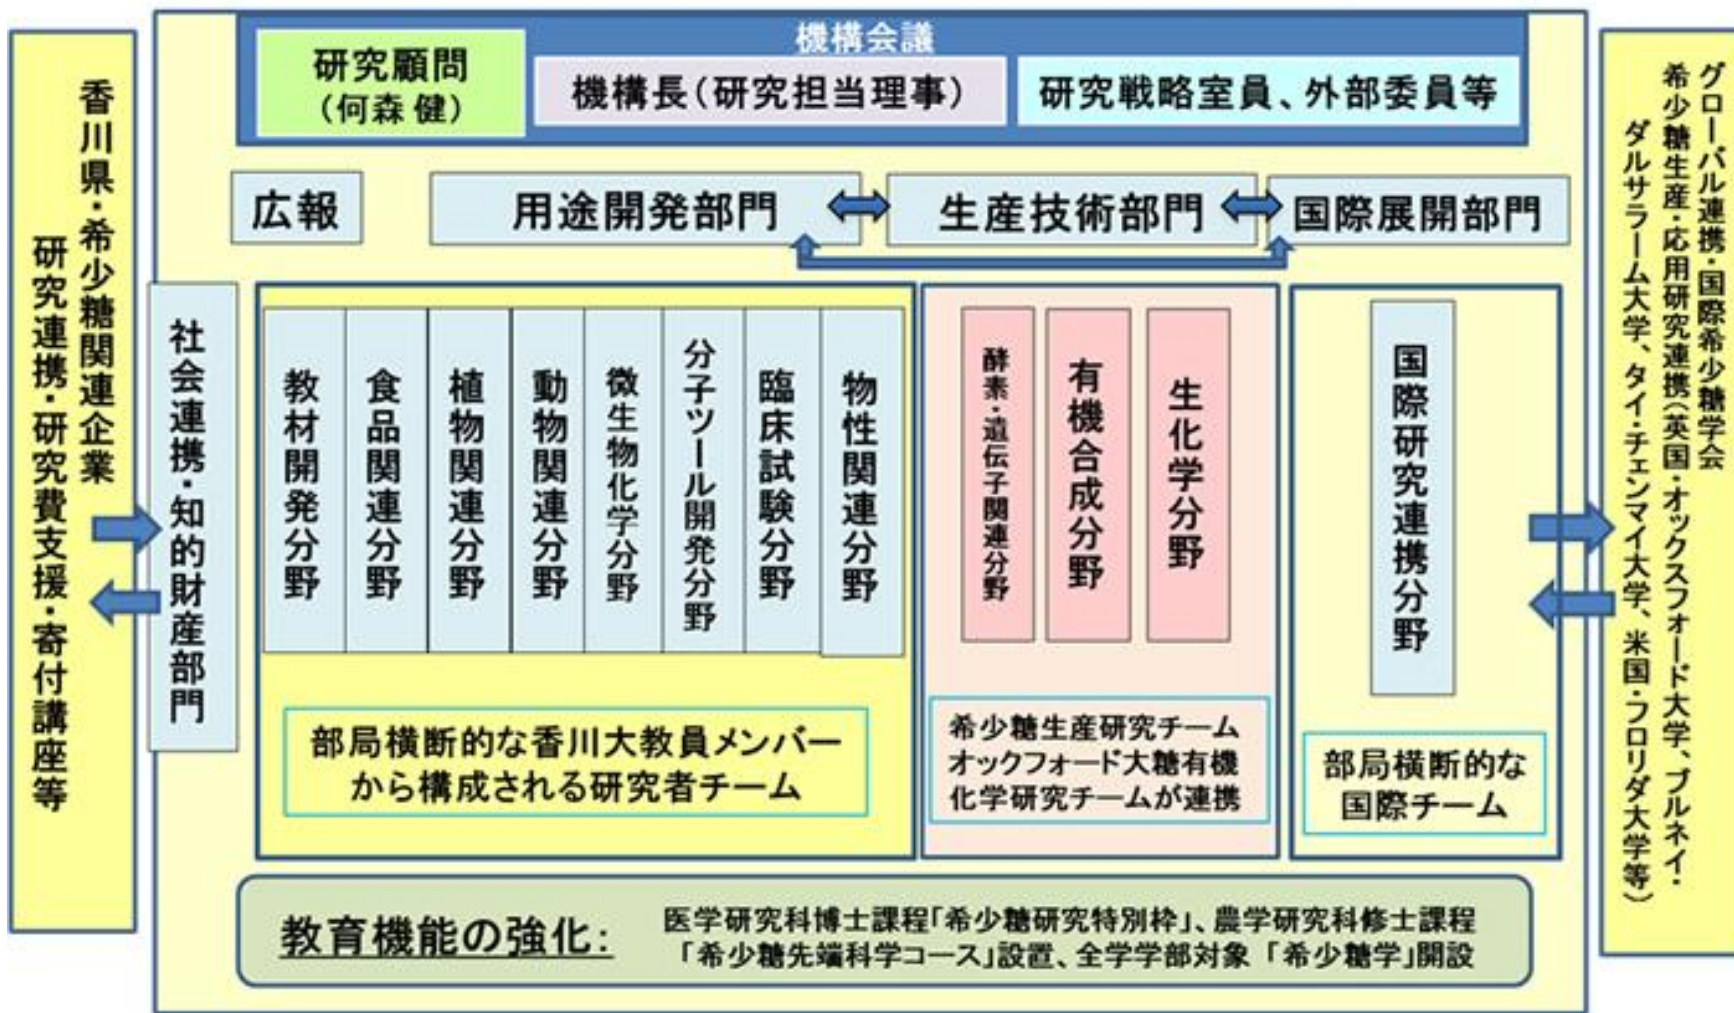 機構会議
研究顧問
(何森 健)
機構長(研究担当理事)
研究戦略室員、外部委員等
香川県・希少糖関連企業
研究連携・研究費支援・寄付講座等
広報
用途開発部門
生産技術部門
国際展開部門
社会連携・知的財産部門
教材開発分野
食品関連分野
植物関連分野
動物関連分野
微生物化学分野
分子ツール開発分野
臨床試験分野
物性関連分野
部局横断的な香川大教員メンバー
から構成される研究者チーム
酵素・遺伝子関連分野
有機合成分野
生化学分野
希少糖生産研究チーム
オックフォード大糖有機
化学研究チームが連携
国際研究連携分野
部局横断的な
国際チーム
グローバル連携・国際希少糖学会
希少糖生産・応用研究連携(英国・オックスフォード大学、ブルネイ・
ダルサラーム大学、タイ・チェンマイ大学、米国・フロリダ大学等)
教育機能の強化:
医学研究科博士課程「希少糖研究特別枠」、農学研究科修士課程
「希少糖先端科学コース」設置、全学学部対象 「希少糖学」開設